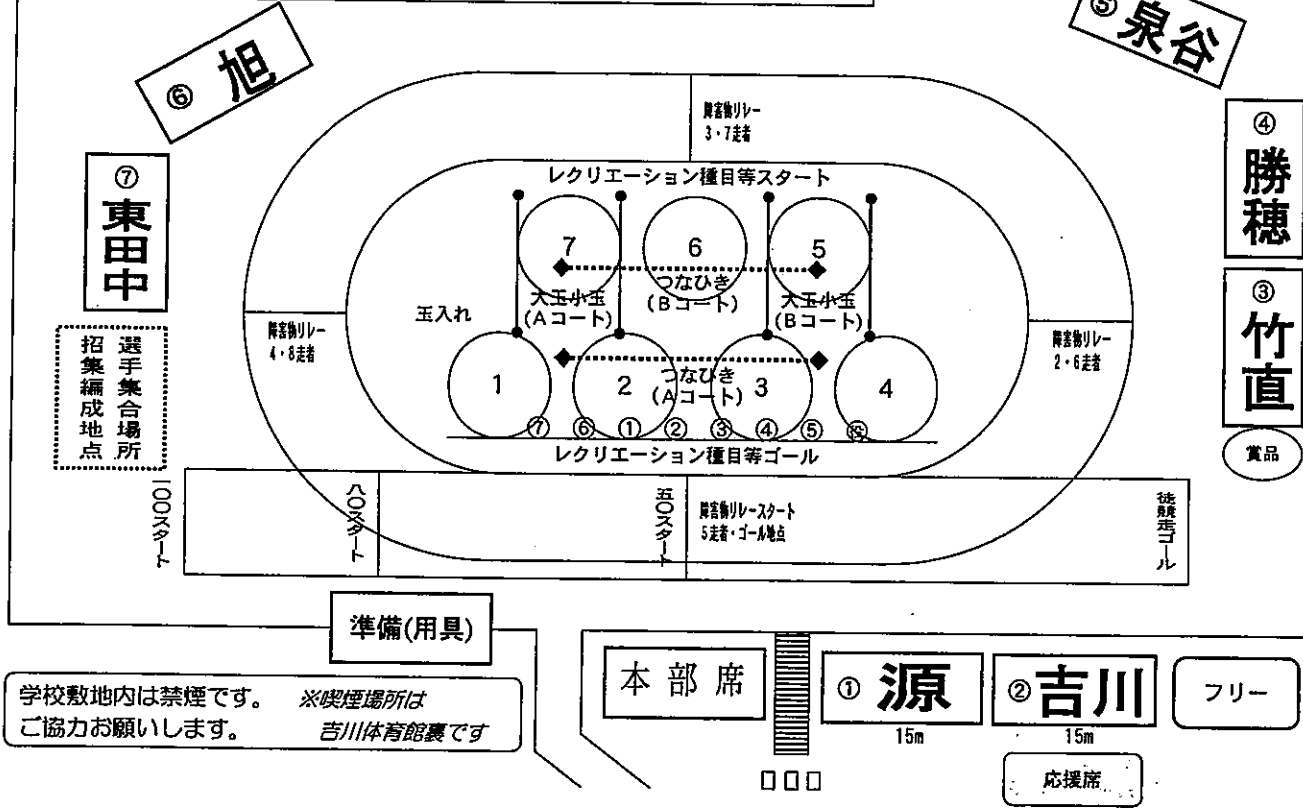 ⑤ 泉谷
⑥ 旭
④
勝穂
障害物リレー
3・7走者
⑦
東田中
レクリエーション種目等スタート
7
6
5
③
竹直
つなひき
(Bコート)
大玉小玉
(Aコート)
大玉小玉
(Bコート)
玉入れ
障害物リレー
4・8走者
障害物リレー
2・6走者
選手集合場所
招集編成地点
1
2
3
4
つなひき
(Aコート)
⑦ ⑥ ① ② ③ ④ ⑤
レクリエーション種目等ゴール
賞品
一〇〇スタート
八〇スタート
五〇スタート
障害物リレースタート
5走者・ゴール地点
徒競走ゴール
準備(用具)
本部席
① 源
15m
② 吉川
15m
フリー
応援席
学校敷地内は禁煙です。 ※喫煙場所は
ご協力お願いします。 吉川体育館裏です